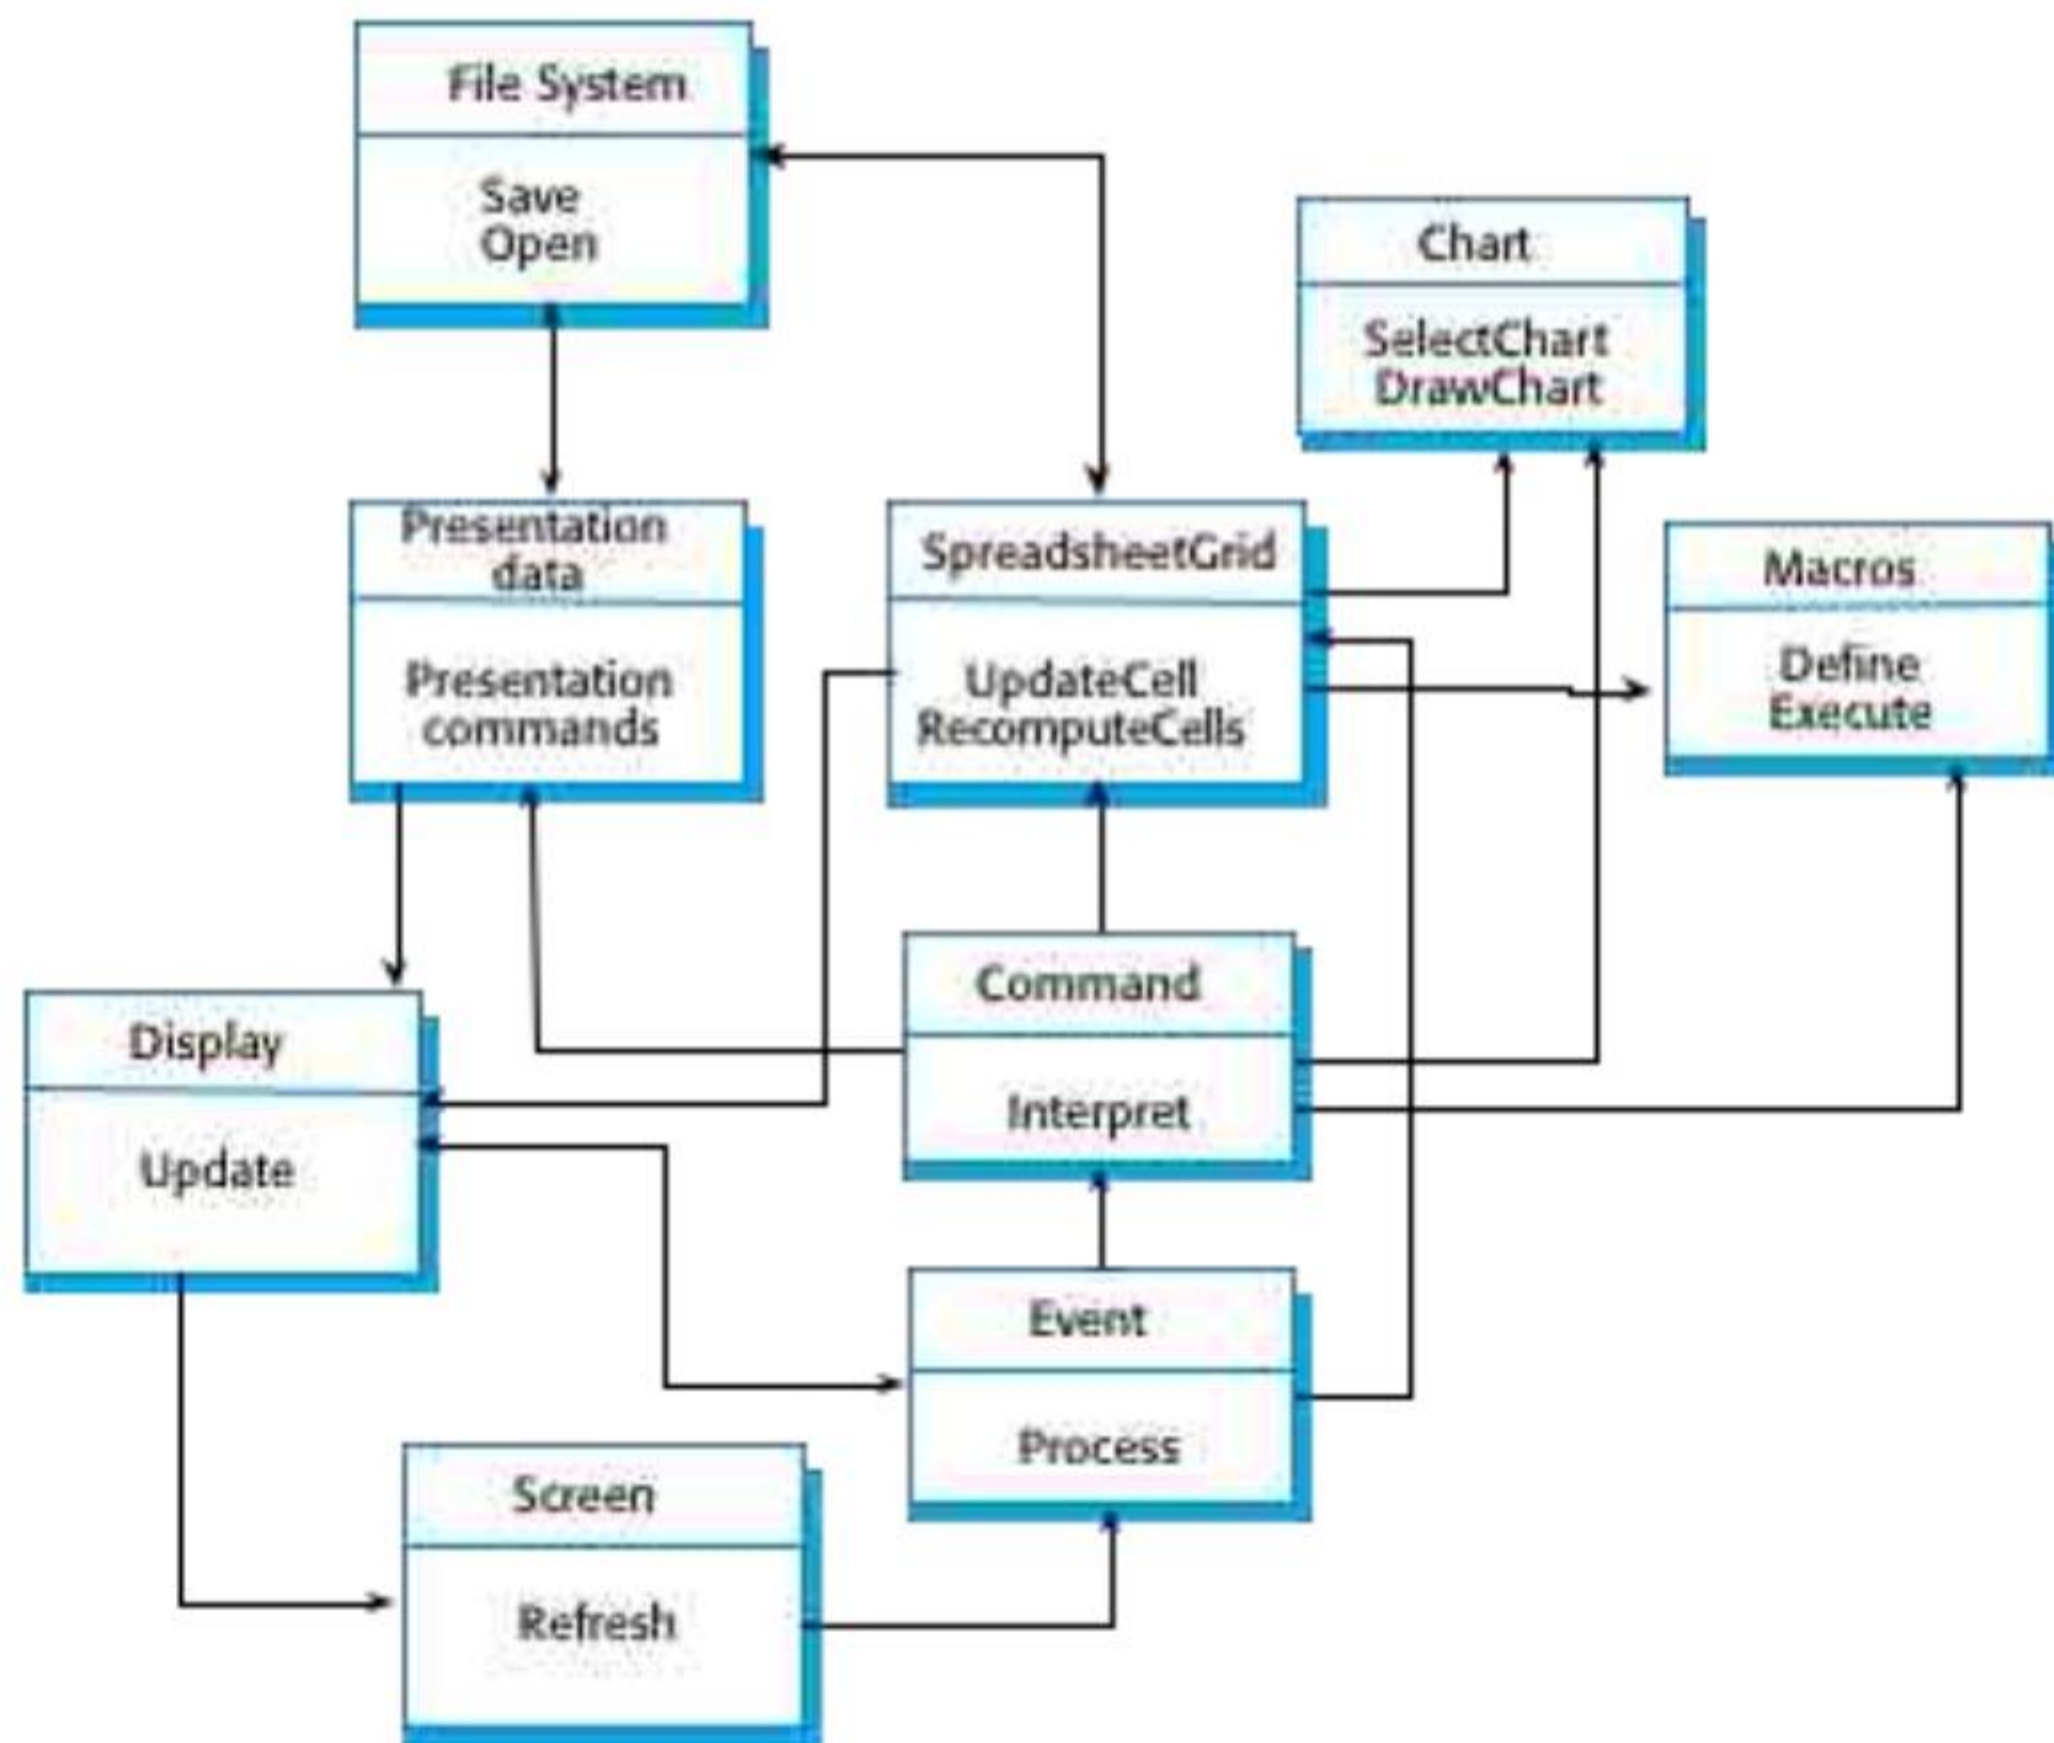 File System
Save
Open
Chart
SelectChart
DrawChart
Presentation
data
Presentation
commands
SpreadsheetGrid
UpdateCell
RecomputeCells
Macros
Define
Execute
Display
Update
Command
Interpret
Event
Process
Screen
Refresh